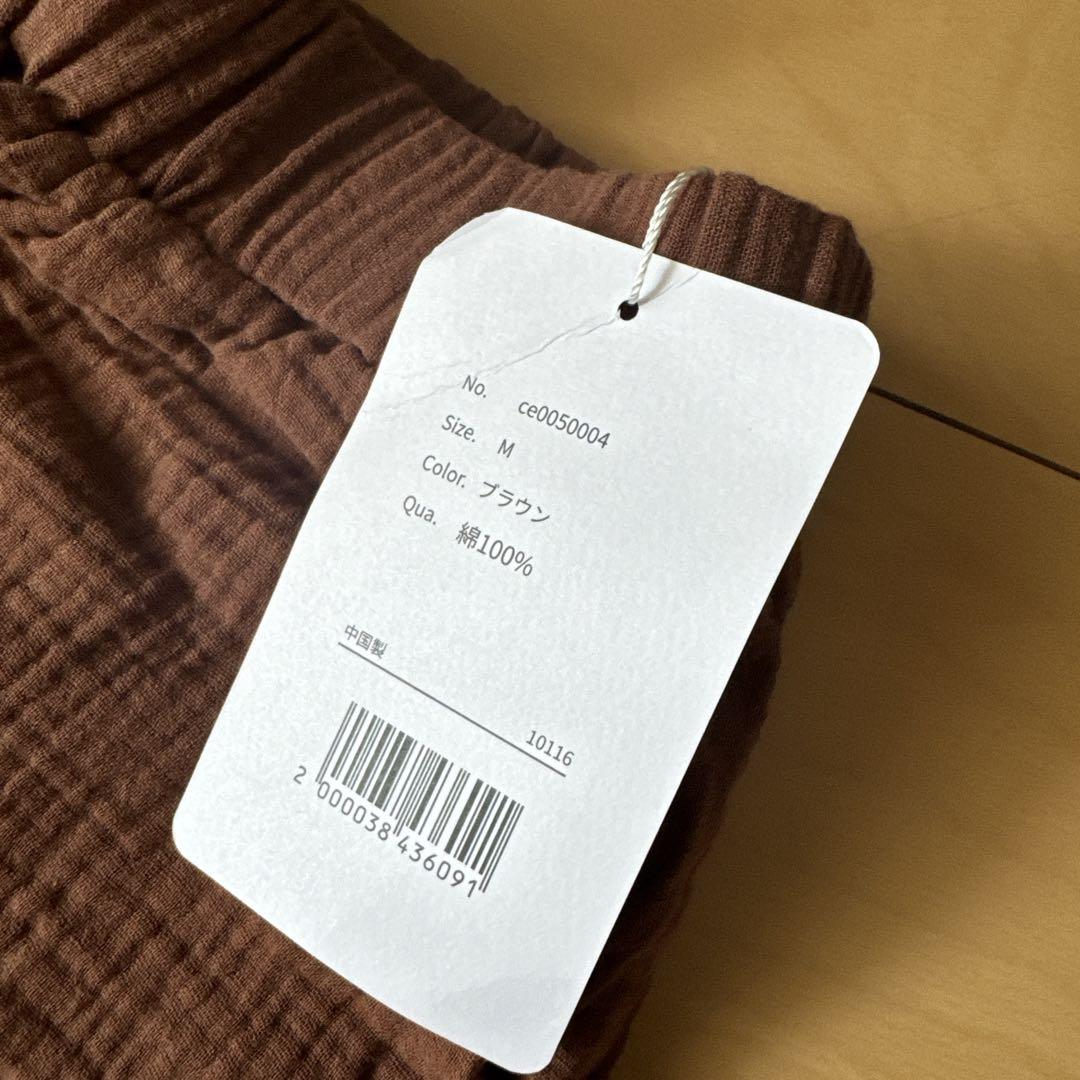 No. ce0050004
Size. M
Color. ブラウン
Qua. 綿100%
中国製
10116
2 000038 436091